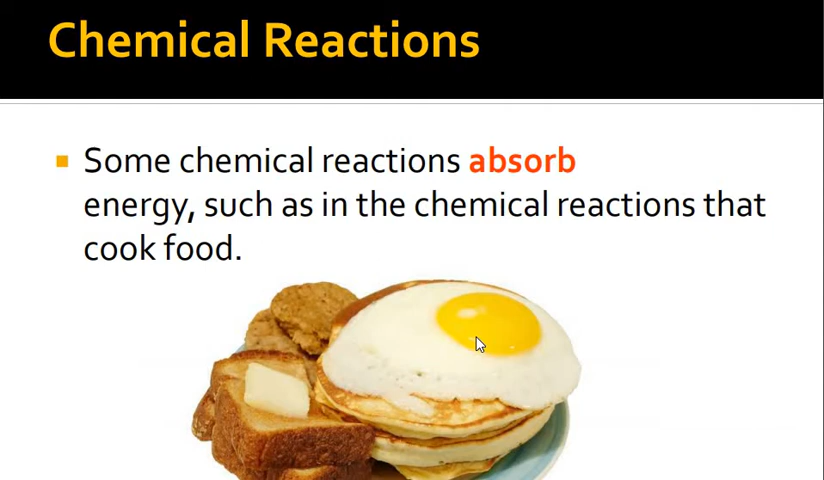 Chemical Reactions
Some chemical reactions absorb
energy, such as in the chemical reactions that
cook food.